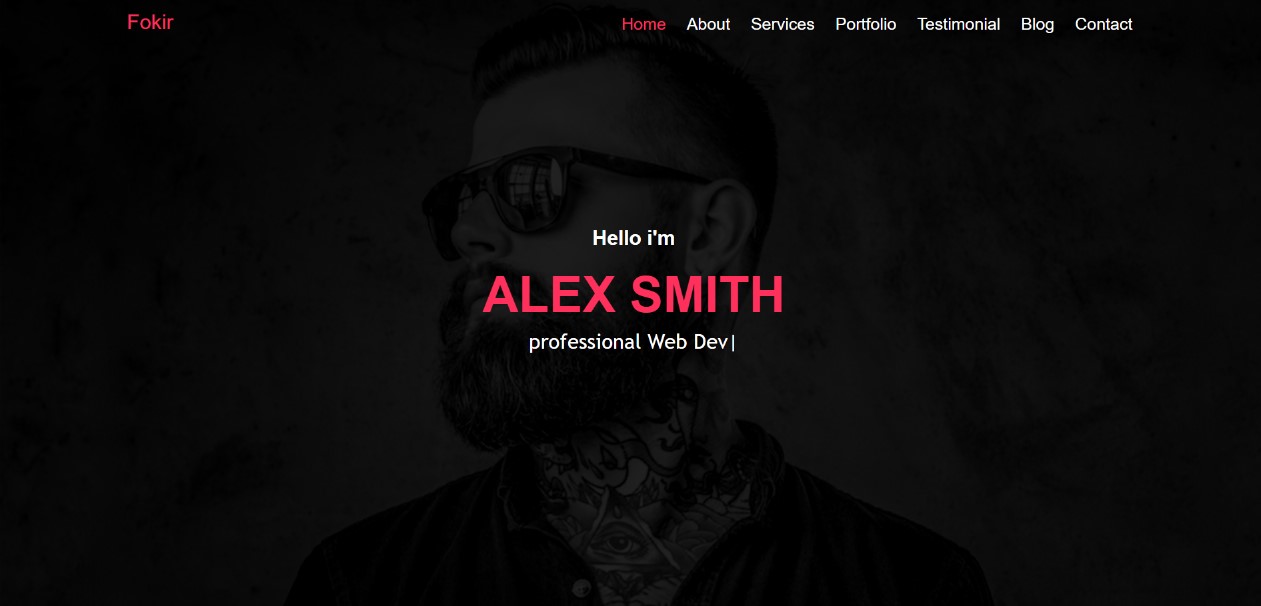 Fokir Home About Services Portfolio Testimonial Blog Contact
Hello i'm
ALEX SMITH
professional Web Dev|